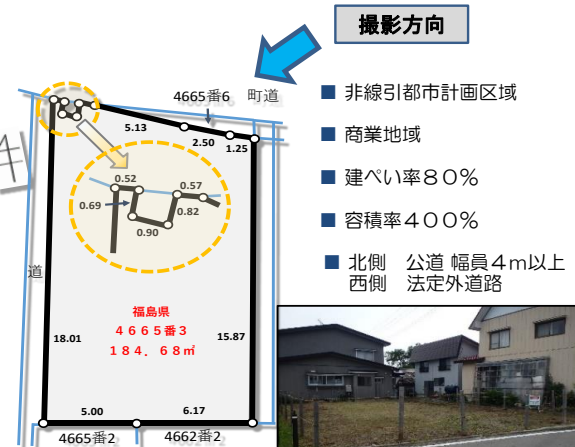 撮影方向
4665番6 町道
5.13
2.50
1.25
0.52
0.57
0.69
0.82
0.90
道
福島県
4665番3
184.68㎡
18.01
15.87
5.00
6.17
4665番2
4662番2
■ 非線引都市計画区域
■ 商業地域
■ 建ぺい率80%
■ 容積率400%
■ 北側 公道 幅員4m以上
西側 法定外道路